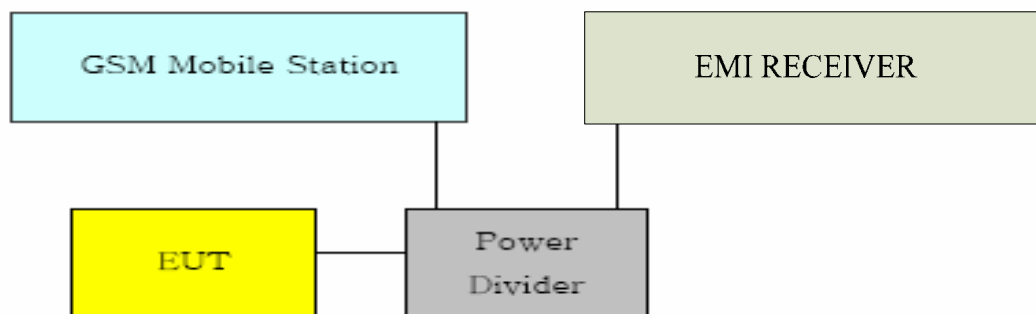 GSM Mobile Station
EMI RECEIVER
EUT
Power
Divider